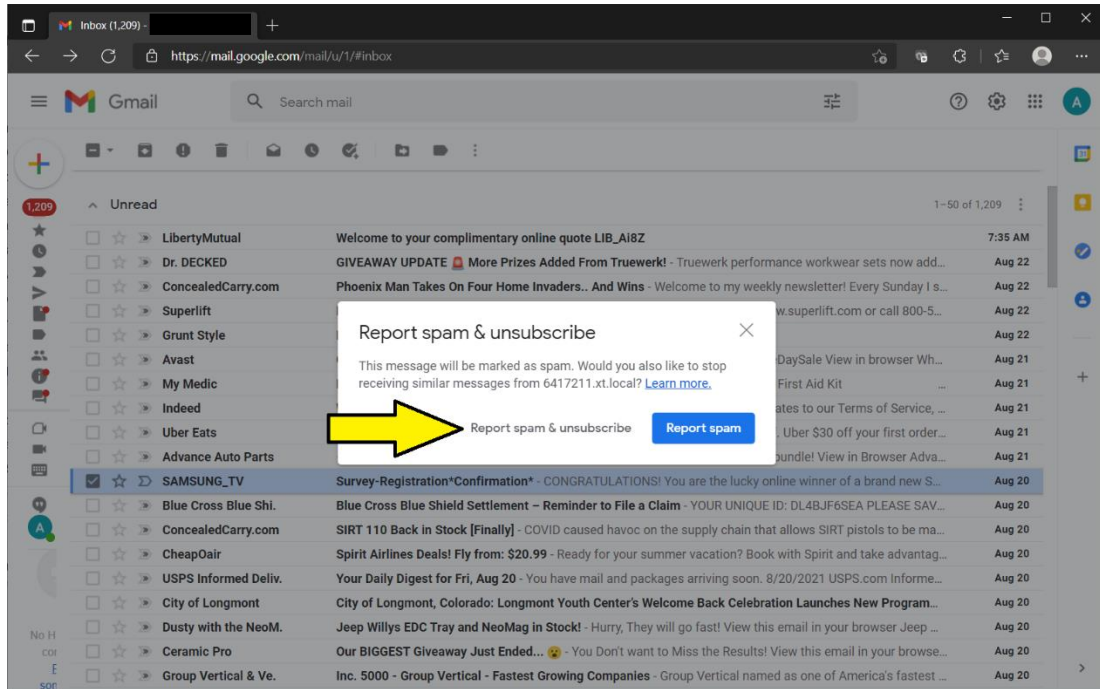 Inbox (1,209) -
https://mail.google.com/mail/u/1/#inbox
Gmail
Search mail
A
31
1,209
Unread
1–50 of 1,209
LibertyMutual Welcome to your complimentary online quote LIB_Ai8Z 7:35 AM
Dr. DECKED GIVEAWAY UPDATE 🚨 More Prizes Added From Truewerk! - Truewerk performance workwear sets now add... Aug 22
ConcealedCarry.com Phoenix Man Takes On Four Home Invaders.. And Wins - Welcome to my weekly newsletter! Every Sunday I s... Aug 22
Superlift w.superlift.com or call 800-5... Aug 22
Grunt Style Aug 22
Avast DaySale View in browser Wh... Aug 21
My Medic First Aid Kit ... Aug 21
Indeed ates to our Terms of Service, ... Aug 21
Uber Eats . Uber $30 off your first order... Aug 21
Advance Auto Parts bundle! View in Browser Adva... Aug 21
Report spam & unsubscribe
This message will be marked as spam. Would you also like to stop
receiving similar messages from 6417211.xt.local? Learn more.
Report spam & unsubscribe Report spam
SAMSUNG_TV Survey-Registration*Confirmation* - CONGRATULATIONS! You are the lucky online winner of a brand new S... Aug 20
Blue Cross Blue Shi. Blue Cross Blue Shield Settlement – Reminder to File a Claim - YOUR UNIQUE ID: DL4BJF6SEA PLEASE SAV... Aug 20
ConcealedCarry.com SIRT 110 Back in Stock [Finally] - COVID caused havoc on the supply chain that allows SIRT pistols to be ma... Aug 20
CheapOair Spirit Airlines Deals! Fly from: $20.99 - Ready for your summer vacation? Book with Spirit and take advantag... Aug 20
USPS Informed Deliv. Your Daily Digest for Fri, Aug 20 - You have mail and packages arriving soon. 8/20/2021 USPS.com Informe... Aug 20
City of Longmont City of Longmont, Colorado: Longmont Youth Center's Welcome Back Celebration Launches New Program... Aug 20
Dusty with the NeoM. Jeep Willys EDC Tray and NeoMag in Stock! - Hurry, They will go fast! View this email in your browser Jeep ... Aug 20
Ceramic Pro Our BIGGEST Giveaway Just Ended... 😮 - You Don't want to Miss the Results! View this email in your browse... Aug 20
Group Vertical & Ve. Inc. 5000 - Group Vertical - Fastest Growing Companies - Group Vertical named as one of America's fastest ... Aug 20
A
No H